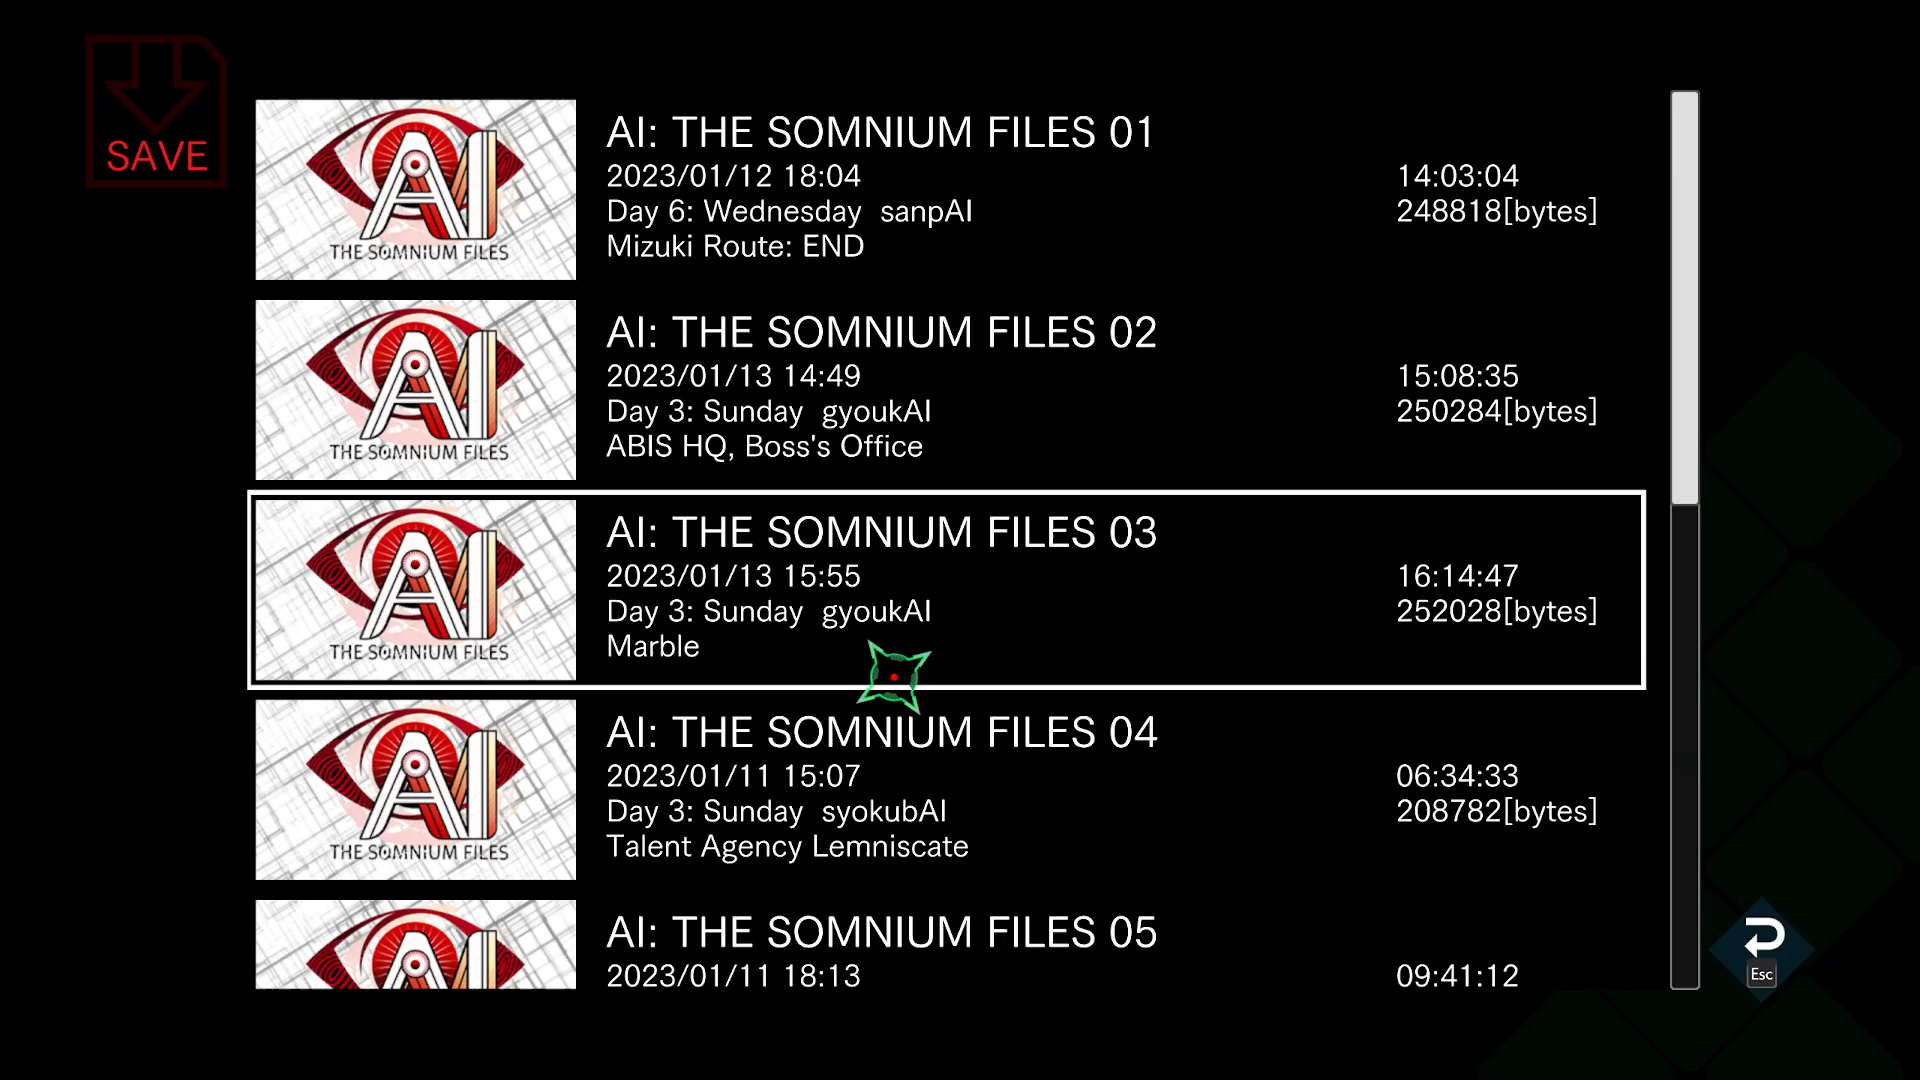 SAVE
AI: THE SOMNIUM FILES 01
2023/01/12 18:04 14:03:04
Day 6: Wednesday sanpAI 248818[bytes]
Mizuki Route: END
AI
THE SOMNIUM FILES
AI: THE SOMNIUM FILES 02
2023/01/13 14:49 15:08:35
Day 3: Sunday gyoukAI 250284[bytes]
ABIS HQ, Boss's Office
AI
THE SOMNIUM FILES
AI: THE SOMNIUM FILES 03
2023/01/13 15:55 16:14:47
Day 3: Sunday gyoukAI 252028[bytes]
Marble
AI
THE SOMNIUM FILES
AI: THE SOMNIUM FILES 04
2023/01/11 15:07 06:34:33
Day 3: Sunday syokubAI 208782[bytes]
Talent Agency Lemniscate
AI
THE SOMNIUM FILES
AI: THE SOMNIUM FILES 05
2023/01/11 18:13 09:41:12
AI
Esc